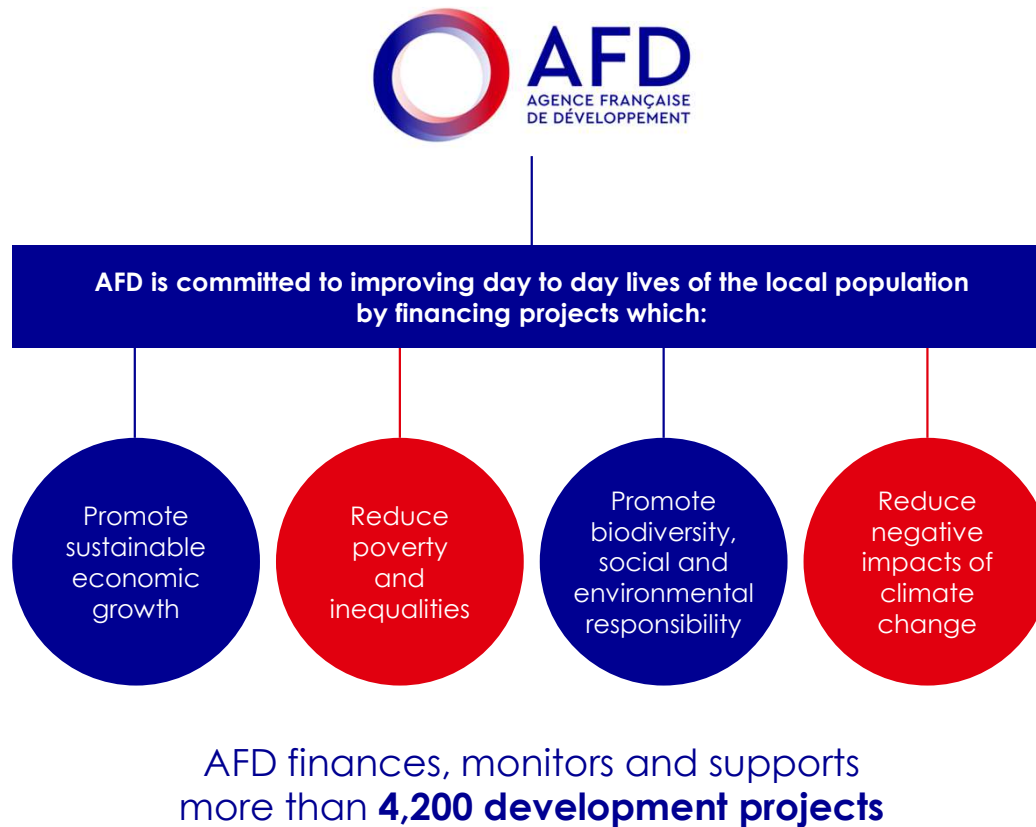 AFD
AGENCE FRANÇAISE
DE DÉVELOPPEMENT
AFD is committed to improving day to day lives of the local population
by financing projects which:
Promote
sustainable
economic
growth
Reduce
poverty
and
inequalities
Promote
biodiversity,
social and
environmental
responsibility
Reduce
negative
impacts of
climate
change
AFD finances, monitors and supports
more than 4,200 development projects